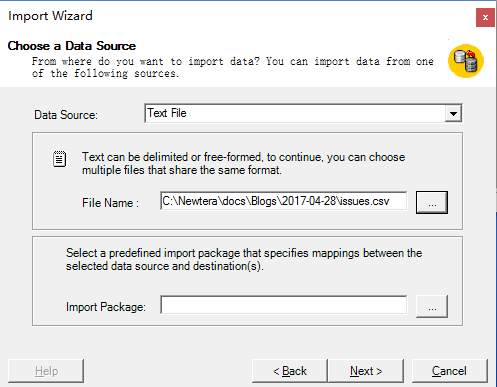 Import Wizard
x
Choose a Data Source
From where do you want to import data? You can import data from one
of the following sources.
Data Source: Text File
Text can be delimited or free-formed, to continue, you can choose
multiple files that share the same format.
File Name : C:\Newtera\docs\Blogs\2017-04-28\issues.csv ...
Select a predefined import package that specifies mappings between the
selected data source and destination(s).
Import Package: ...
Help < Back Next > Cancel